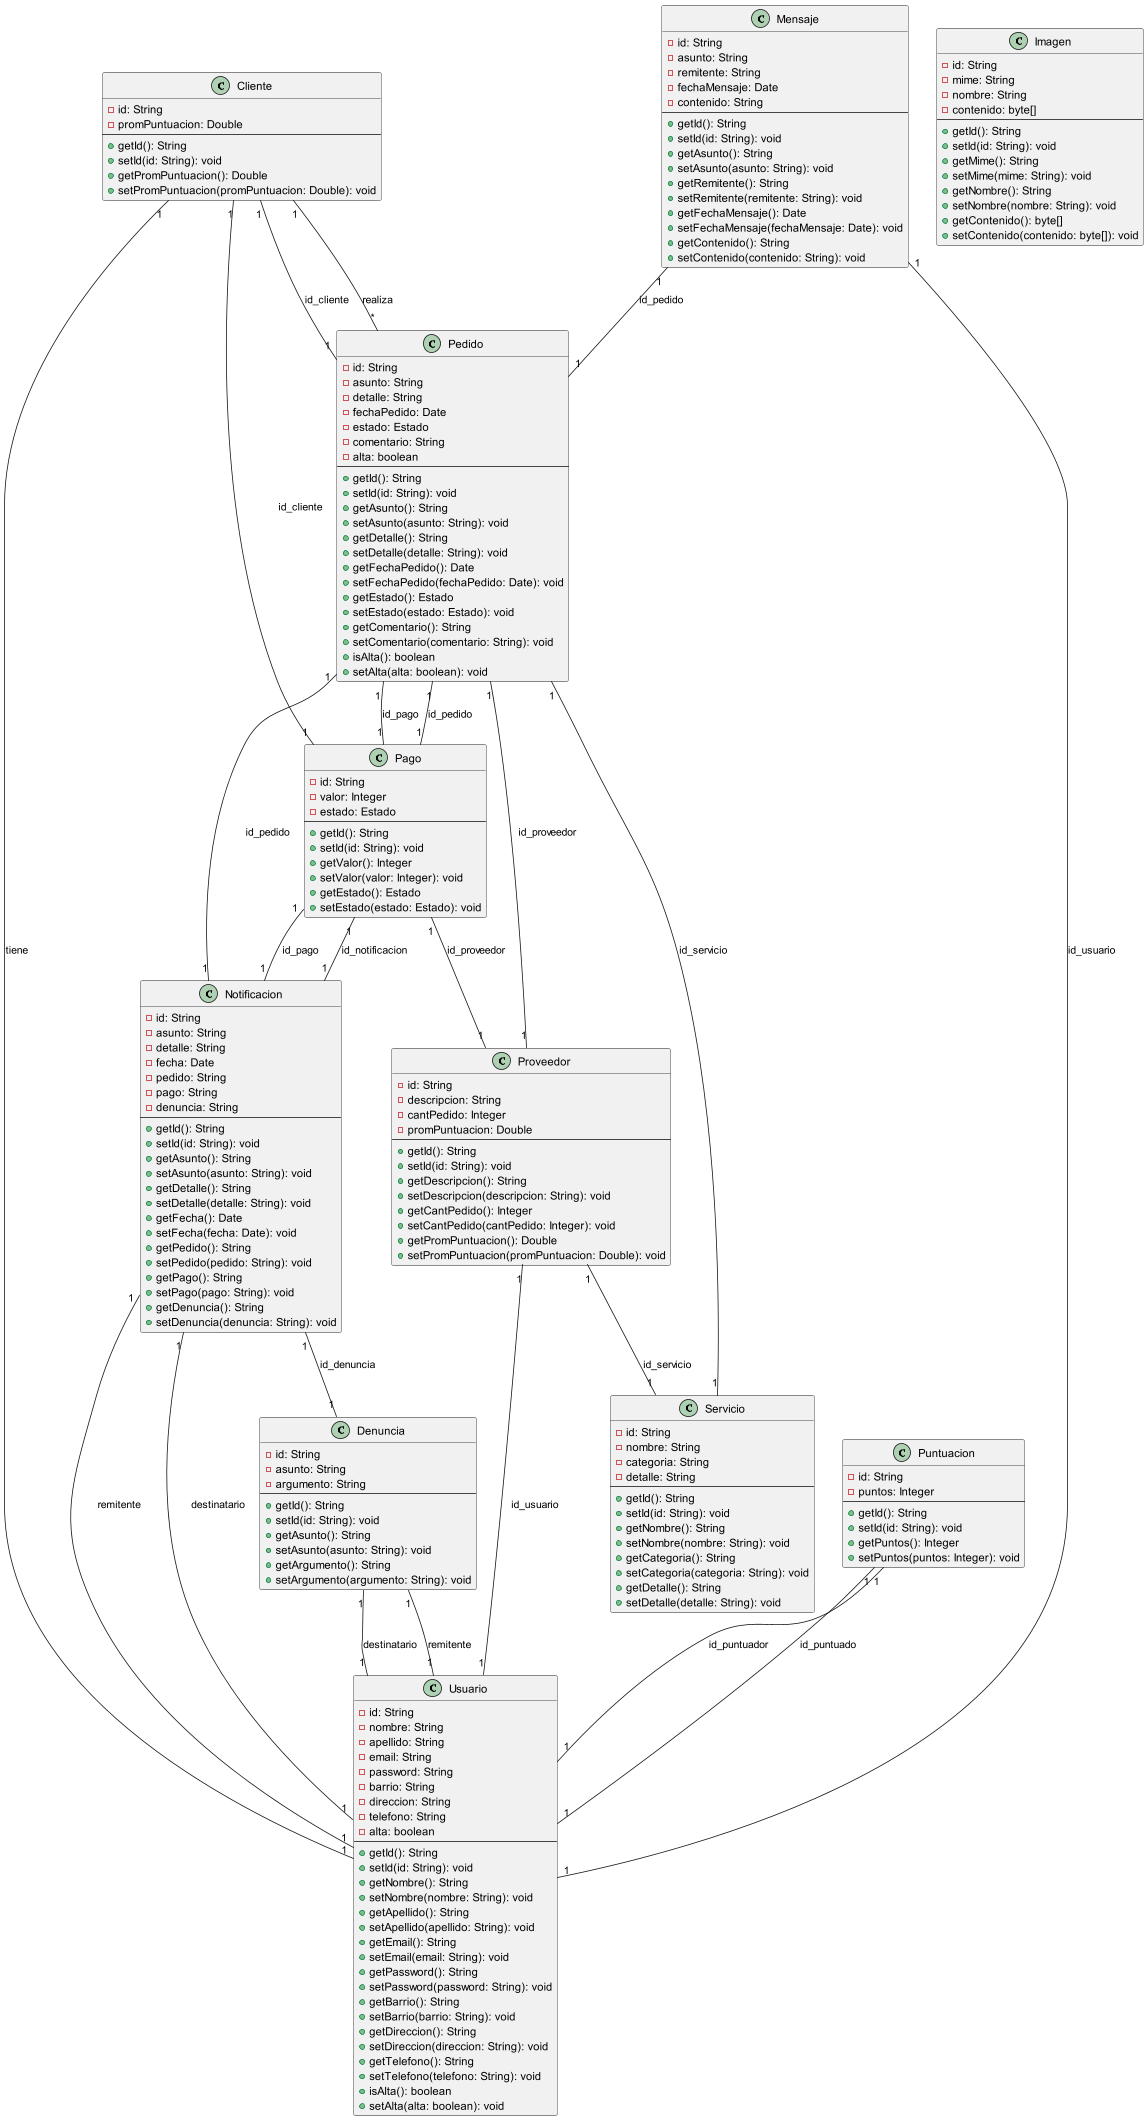 Mensaje
id: String
asunto: String
remitente: String
fechaMensaje: Date
contenido: String
getId(): String
setId(id: String): void
getAsunto(): String
setAsunto(asunto: String): void
getRemitente(): String
setRemitente(remitente: String): void
getFechaMensaje(): Date
setFechaMensaje(fechaMensaje: Date): void
getContenido(): String
setContenido(contenido: String): void
Imagen
id: String
mime: String
nombre: String
contenido: byte[]
getId(): String
setId(id: String): void
getMime(): String
setMime(mime: String): void
getNombre(): String
setNombre(nombre: String): void
getContenido(): byte[]
setContenido(contenido: byte[]): void
Cliente
id: String
promPuntuacion: Double
getId(): String
setId(id: String): void
getPromPuntuacion(): Double
setPromPuntuacion(promPuntuacion: Double): void
1
1
1
1
1
1
id_cliente
realiza
id_pedido
*
1
1
Pedido
id: String
asunto: String
detalle: String
fechaPedido: Date
estado: Estado
comentario: String
alta: boolean
getId(): String
setId(id: String): void
getAsunto(): String
setAsunto(asunto: String): void
getDetalle(): String
setDetalle(detalle: String): void
getFechaPedido(): Date
setFechaPedido(fechaPedido: Date): void
getEstado(): Estado
setEstado(estado: Estado): void
getComentario(): String
setComentario(comentario: String): void
isAlta(): boolean
setAlta(alta: boolean): void
id_cliente
1
1
1
1
1
id_pago
id_pedido
1
1
1
Pago
id: String
valor: Integer
estado: Estado
getId(): String
setId(id: String): void
getValor(): Integer
setValor(valor: Integer): void
getEstado(): Estado
setEstado(estado: Estado): void
id_pedido
id_proveedor
1
1
1
tiene
id_pago
id_notificacion
id_proveedor
id_servicio
id_usuario
1
1
1
1
1
Notificacion
id: String
asunto: String
detalle: String
fecha: Date
pedido: String
pago: String
denuncia: String
getId(): String
setId(id: String): void
getAsunto(): String
setAsunto(asunto: String): void
getDetalle(): String
setDetalle(detalle: String): void
getFecha(): Date
setFecha(fecha: Date): void
getPedido(): String
setPedido(pedido: String): void
getPago(): String
setPago(pago: String): void
getDenuncia(): String
setDenuncia(denuncia: String): void
Proveedor
id: String
descripcion: String
cantPedido: Integer
promPuntuacion: Double
getId(): String
setId(id: String): void
getDescripcion(): String
setDescripcion(descripcion: String): void
getCantPedido(): Integer
setCantPedido(cantPedido: Integer): void
getPromPuntuacion(): Double
setPromPuntuacion(promPuntuacion: Double): void
1
1
1
1
1
id_denuncia
id_servicio
1
1
1
Denuncia
id: String
asunto: String
argumento: String
getId(): String
setId(id: String): void
getAsunto(): String
setAsunto(asunto: String): void
getArgumento(): String
setArgumento(argumento: String): void
Servicio
id: String
nombre: String
categoria: String
detalle: String
getId(): String
setId(id: String): void
getNombre(): String
setNombre(nombre: String): void
getCategoria(): String
setCategoria(categoria: String): void
getDetalle(): String
setDetalle(detalle: String): void
Puntuacion
id: String
puntos: Integer
getId(): String
setId(id: String): void
getPuntos(): Integer
setPuntos(puntos: Integer): void
remitente
destinatario
id_usuario
1
1
1
1
destinatario
remitente
id_puntuador
id_puntuado
1
1
1
Usuario
id: String
nombre: String
apellido: String
email: String
password: String
barrio: String
direccion: String
telefono: String
alta: boolean
getId(): String
setId(id: String): void
getNombre(): String
setNombre(nombre: String): void
getApellido(): String
setApellido(apellido: String): void
getEmail(): String
setEmail(email: String): void
getPassword(): String
setPassword(password: String): void
getBarrio(): String
setBarrio(barrio: String): void
getDireccion(): String
setDireccion(direccion: String): void
getTelefono(): String
setTelefono(telefono: String): void
isAlta(): boolean
setAlta(alta: boolean): void
1
1
1
1
1
1